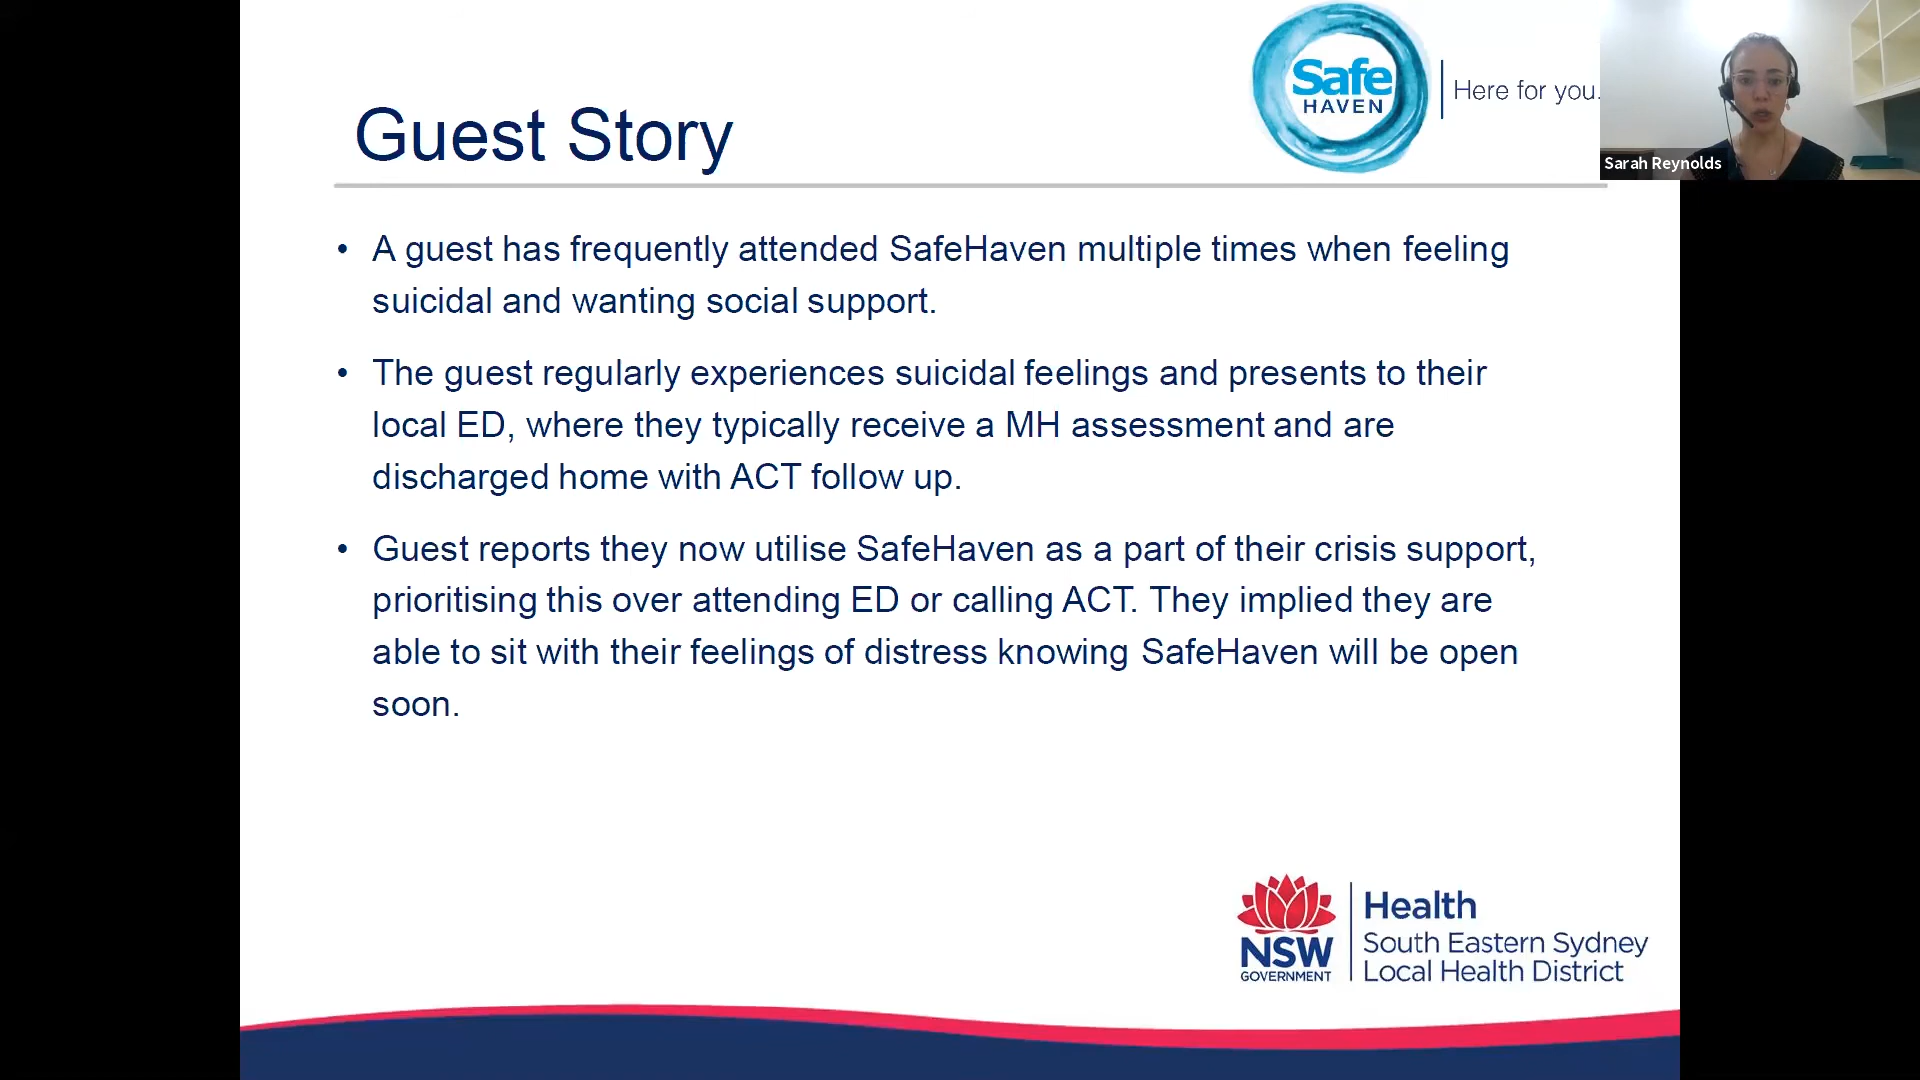 Safe
HAVEN
Here for you.
Guest Story
Sarah Reynolds
• A guest has frequently attended SafeHaven multiple times when feeling
suicidal and wanting social support.
• The guest regularly experiences suicidal feelings and presents to their
local ED, where they typically receive a MH assessment and are
discharged home with ACT follow up.
• Guest reports they now utilise SafeHaven as a part of their crisis support,
prioritising this over attending ED or calling ACT. They implied they are
able to sit with their feelings of distress knowing SafeHaven will be open
soon.
NSW
GOVERNMENT
Health
South Eastern Sydney
Local Health District